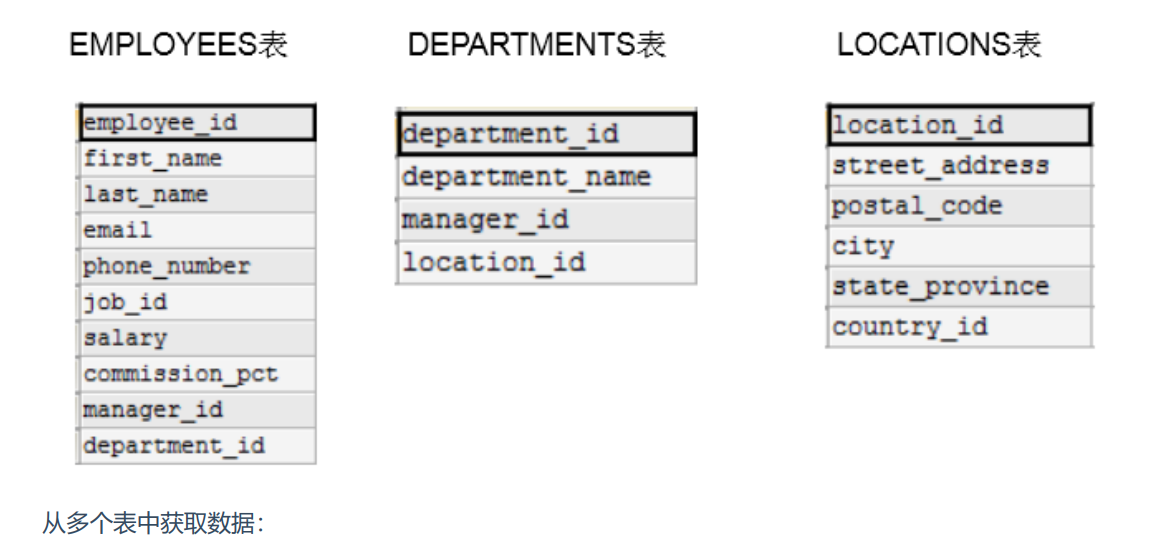 EMPLOYEES表
employee_id
first_name
last_name
email
phone_number
job_id
salary
commission_pct
manager_id
department_id
DEPARTMENTS表
department_id
department_name
manager_id
location_id
LOCATIONS表
location_id
street_address
postal_code
city
state_province
country_id
从多个表中获取数据：